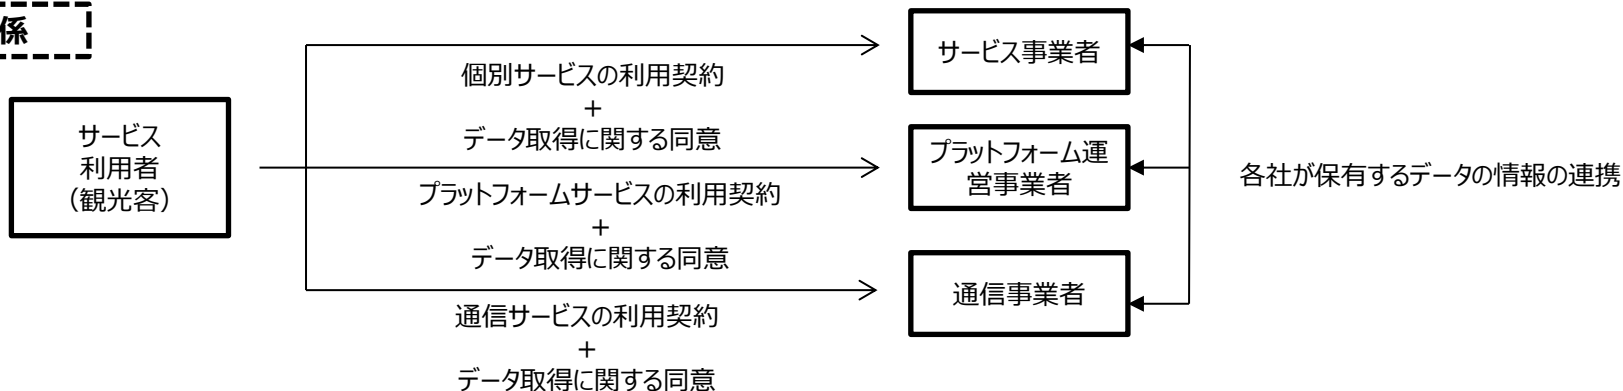 係
サービス
利用者
（観光客）
個別サービスの利用契約
＋
データ取得に関する同意
プラットフォームサービスの利用契約
＋
データ取得に関する同意
通信サービスの利用契約
＋
データ取得に関する同意
サービス事業者
プラットフォーム運
営事業者
通信事業者
各社が保有するデータの情報の連携